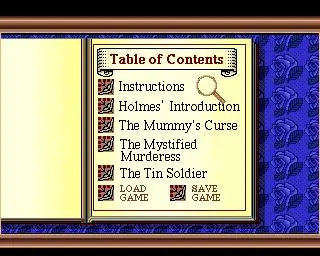 Table of Contents
Instructions
Holmes' Introduction
The Mummy's Curse
The Mystified
Murderess
The Tin Soldier
LOAD SAVE
GAME GAME